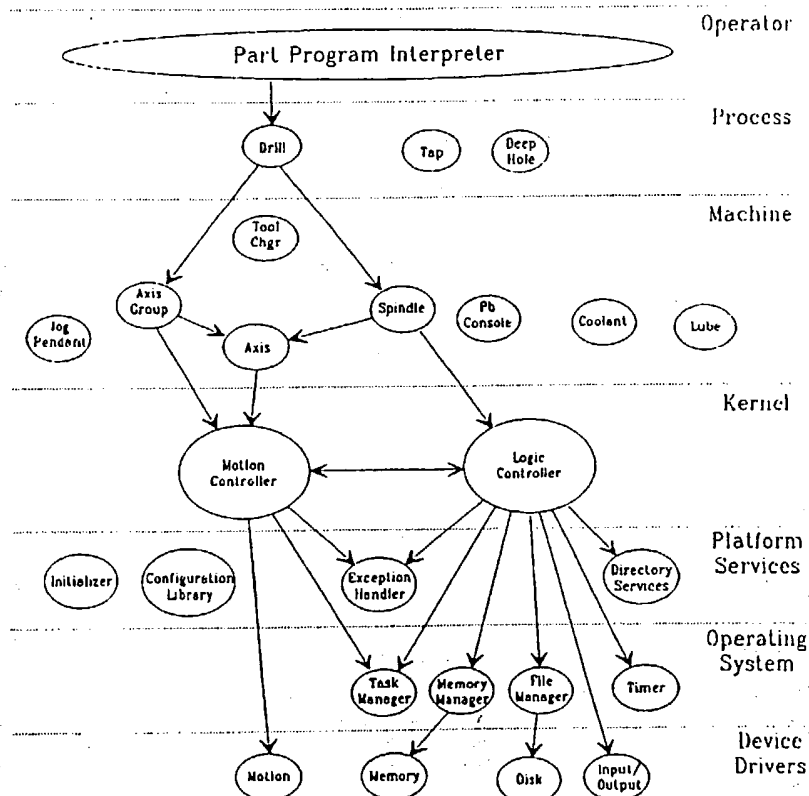 Operator
Part Program Interpreter
Process
Drill
Tap
Deep
Hole
Machine
Tool
Chgr
Axis
Group
Spindle
Pb
Console
Coolant
Lube
Jog
Pendant
Axis
Kernel
Motion
Controller
Logic
Controller
Platform
Services
Initializer
Configuration
Library
Exception
Handler
Directory
Services
Operating
System
Task
Manager
Memory
Manager
File
Manager
Timer
Device
Drivers
Motion
Memory
Disk
Input/
Output